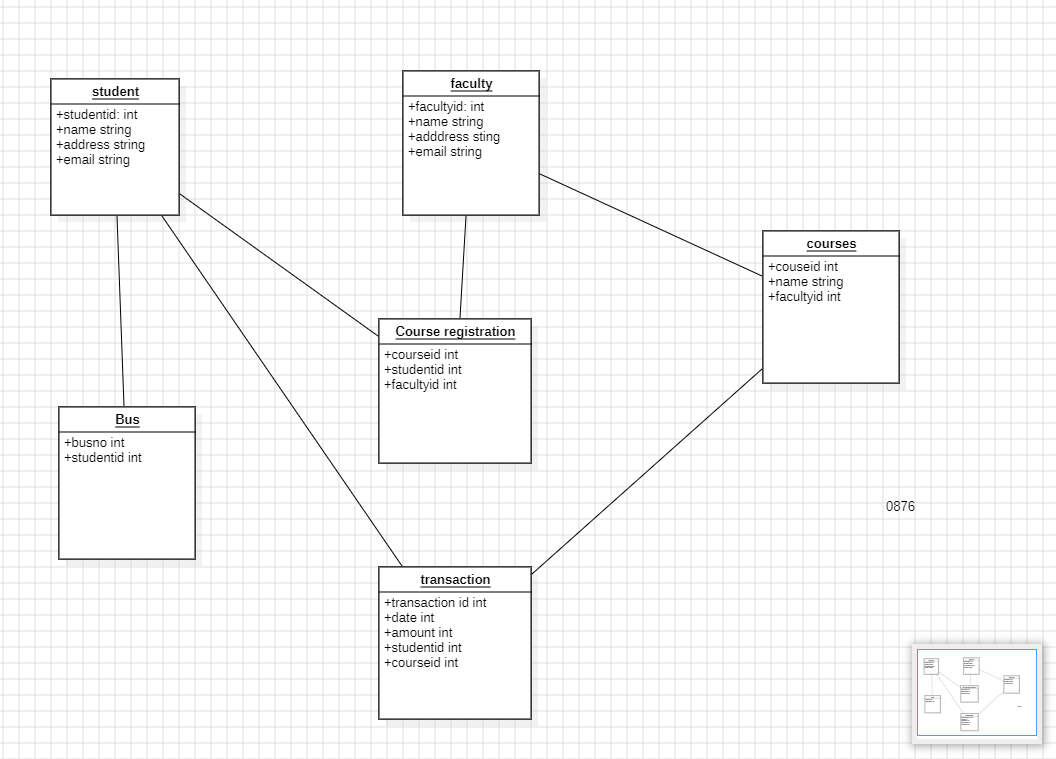 student
+studentid: int
+name string
+address string
+email string
faculty
+facultyid: int
+name string
+adddress sting
+email string
courses
+couseid int
+name string
+facultyid int
Course registration
+courseid int
+studentid int
+facultyid int
Bus
+busno int
+studentid int
0876
transaction
+transaction id int
+date int
+amount int
+studentid int
+courseid int